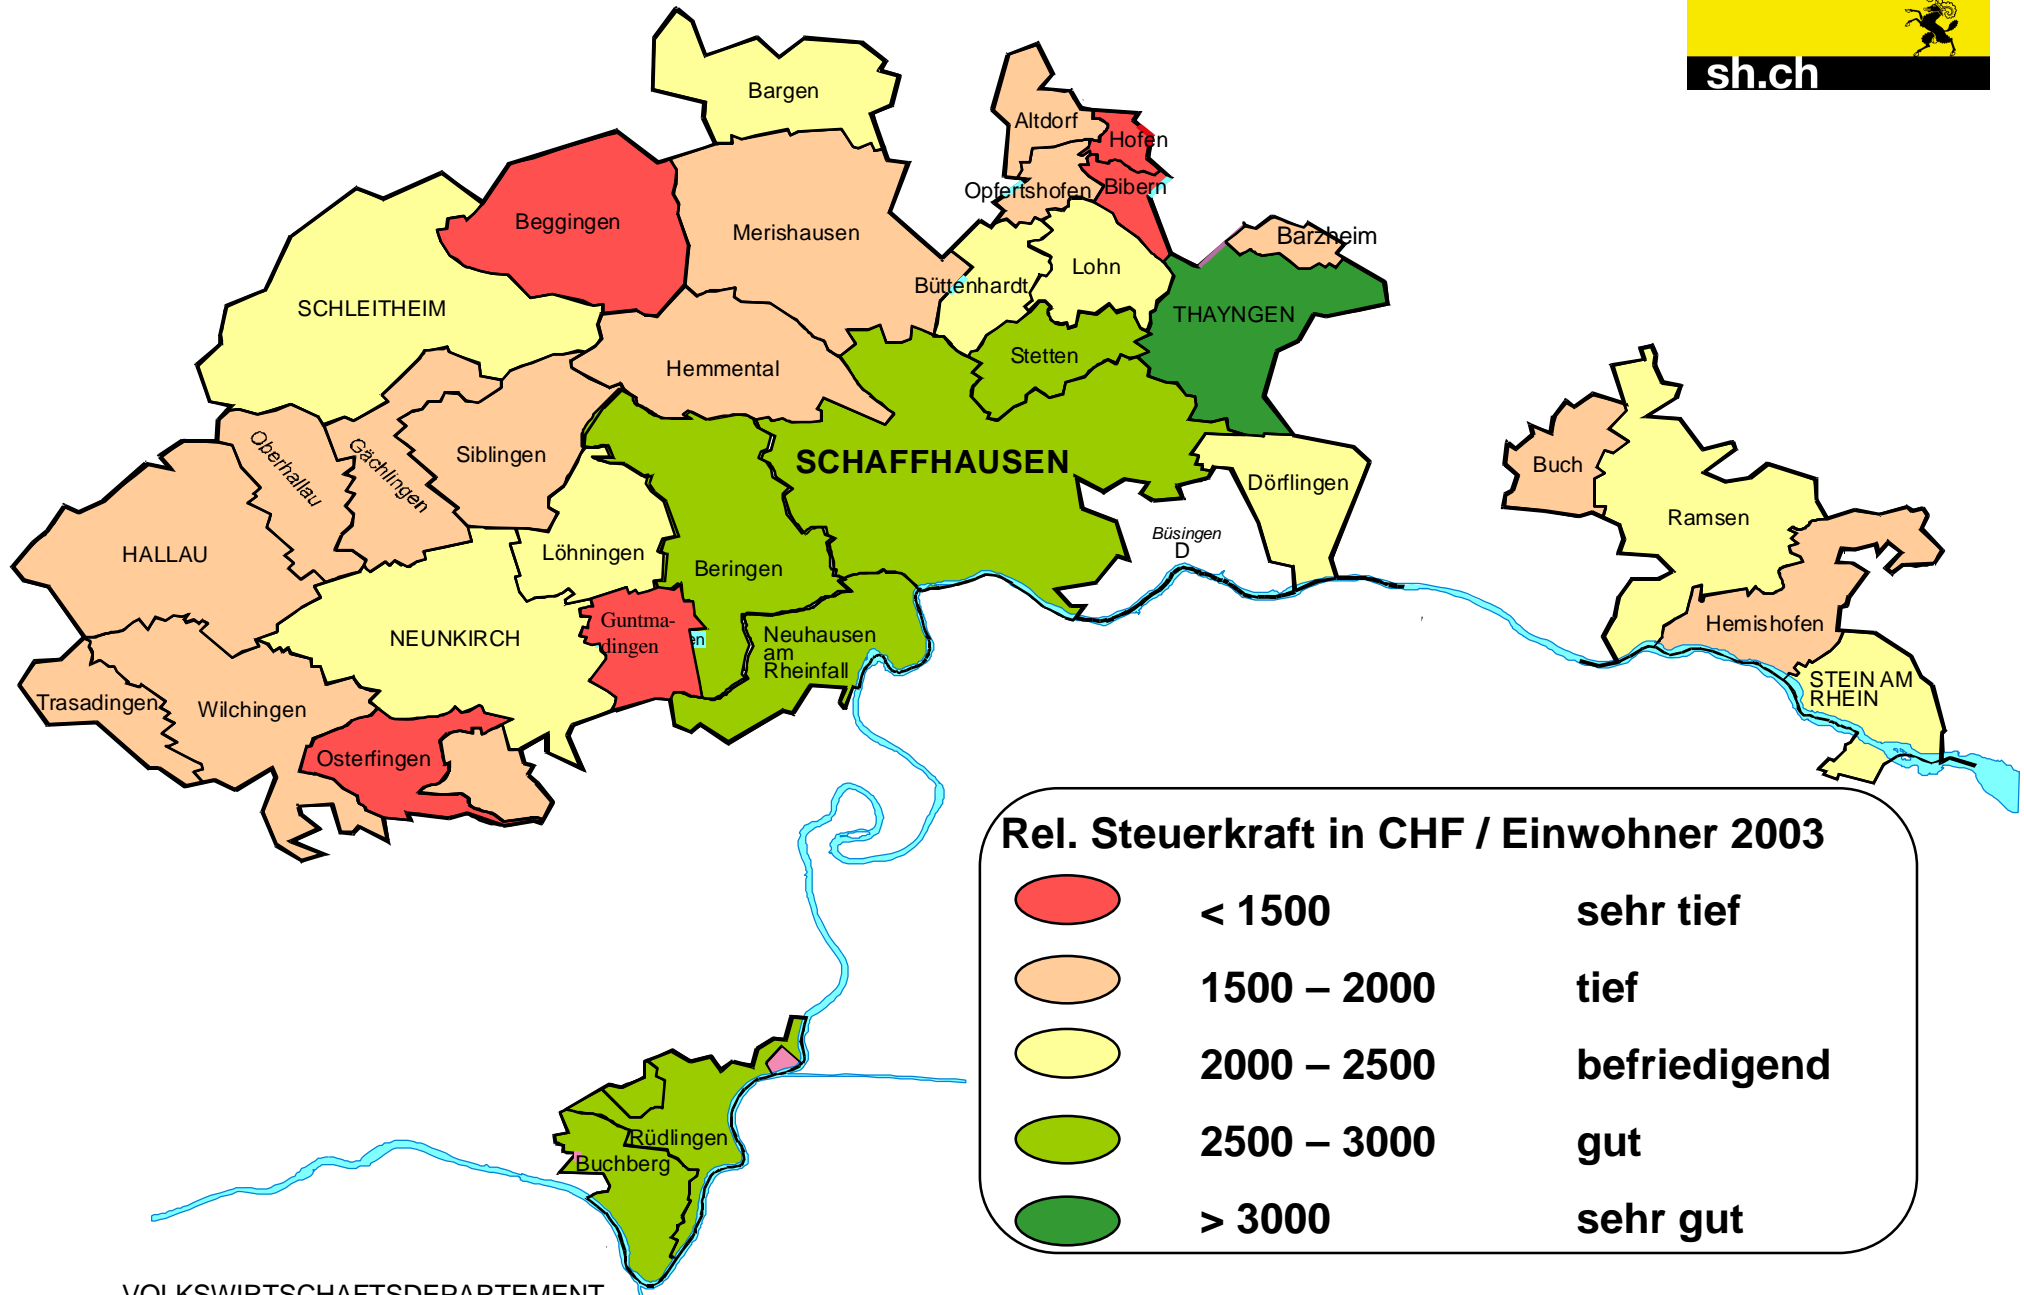 sh.ch
Bargen
Altdorf
Hofen
Opfertshofen
Bibern
Beggingen
Merishausen
Barzheim
Lohn
Büttenhardt
SCHLEITHEIM
THAYNGEN
Stetten
Hemmental
Oberhallau
Gächlingen
Siblingen
SCHAFFHAUSEN
Buch
Dörflingen
Ramsen
Büsingen
D
HALLAU
Löhningen
Beringen
Guntma-
dingen
en
NEUNKIRCH
Neuhausen
am
Rheinfall
Hemishofen
STEIN AM
RHEIN
Trasadingen
Wilchingen
Osterfingen
Rel. Steuerkraft in CHF / Einwohner 2003
< 1500 sehr tief
1500 – 2000 tief
2000 – 2500 befriedigend
2500 – 3000 gut
> 3000 sehr gut
Rüdlingen
Buchberg
VOLKSWIRTSCHAFTSDEPARTEMENT